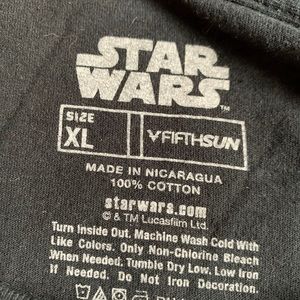 STAR
WARS
SIZE
XL
FIFTHSUN
MADE IN NICARAGUA
100% COTTON
starwars.com
© & TM Lucasfilm Ltd.
Turn Inside Out. Machine Wash Cold With
Like Colors. Only Non-Chlorine Bleach
When Needed. Tumble Dry Low. Low Iron
If Needed. Do Not Iron Decoration.